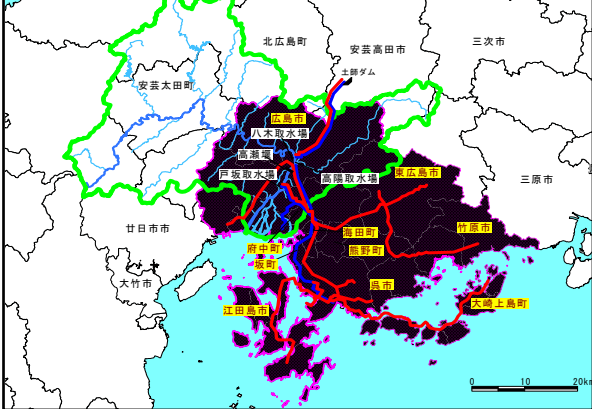 北広島町
安芸高田市
三次市
土師ダム
安芸太田町
広島市
八木取水場
高瀬堰
戸坂取水場
高陽取水場
東広島市
三原市
廿日市市
海田町
竹原市
府中町
熊野町
坂町
大竹市
呉市
江田島市
大崎上島町
0 10 20km